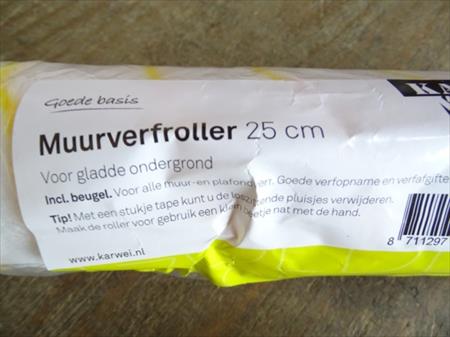 Goede basis
Muurverfroller 25 cm
Voor gladde ondergrond
Incl. beugel. Voor alle muur- en plafondverf. Goede verfopname en verfafgifte
Tip! Met een stukje tape kunt u de loszittende pluisjes verwijderen.
Maak de roller voor gebruik een klein beetje nat met de hand.
www.karwei.nl
8 711297